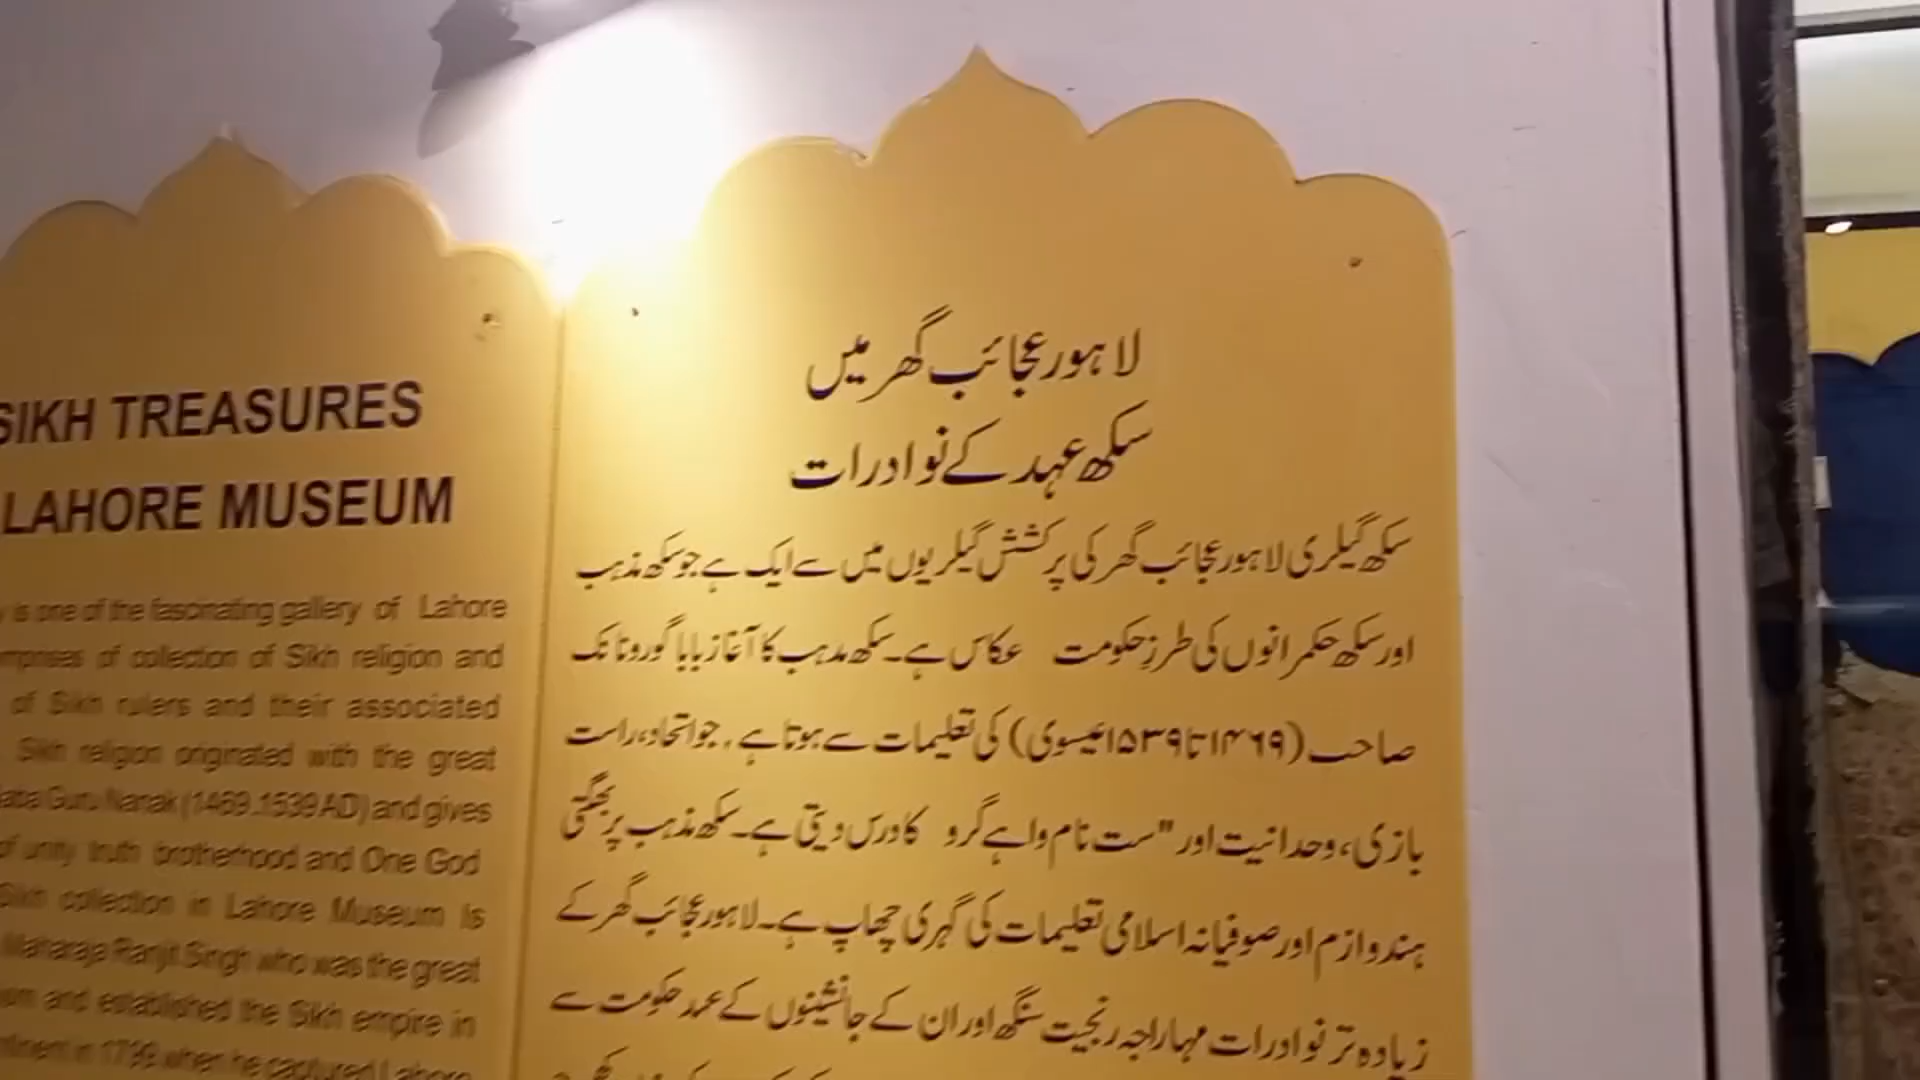 SIKH TREASURES
LAHORE MUSEUM
is one of the fascinating gallery of Lahore
of collection of Sikh religion and
of Sikh rulers and their associated
Sikh religion originated with the great
Baba Guru Nanak (1469.1539 AD) and gives
of unity truth brotherhood and One God
Sikh collection in Lahore Museum is
Maharaja Ranjit Singh who was the great
and established the Sikh empire in
in 1799 when he captured Lahore
لاہور عجائب گھر میں
سکھ عہد کے نوادرات
سکھ گیلری لاہور عجائب گھر کی پرکشش گیلریوں میں سے ایک ہے جو سکھ مذہب
اور سکھ حکمرانوں کی طرزِ حکومت عکاس ہے۔ سکھ مذہب کا آغاز بابا گورونانک
صاحب (۱۴۶۹ تا ۱۵۳۹ عیسوی) کی تعلیمات سے ہوتا ہے، جو اتحاد، راست
بازی، وحدانیت اور "ست نام واہے گرو کا درس دیتی ہے۔ سکھ مذہب پر بھگتی
ہندوازم اور صوفیانہ اسلامی تعلیمات کی گہری چھاپ ہے۔ لاہور عجائب گھر کے
زیادہ تر نوادرات مہاراجہ رنجیت سنگھ اور ان کے جانشینوں کے عہد حکومت سے